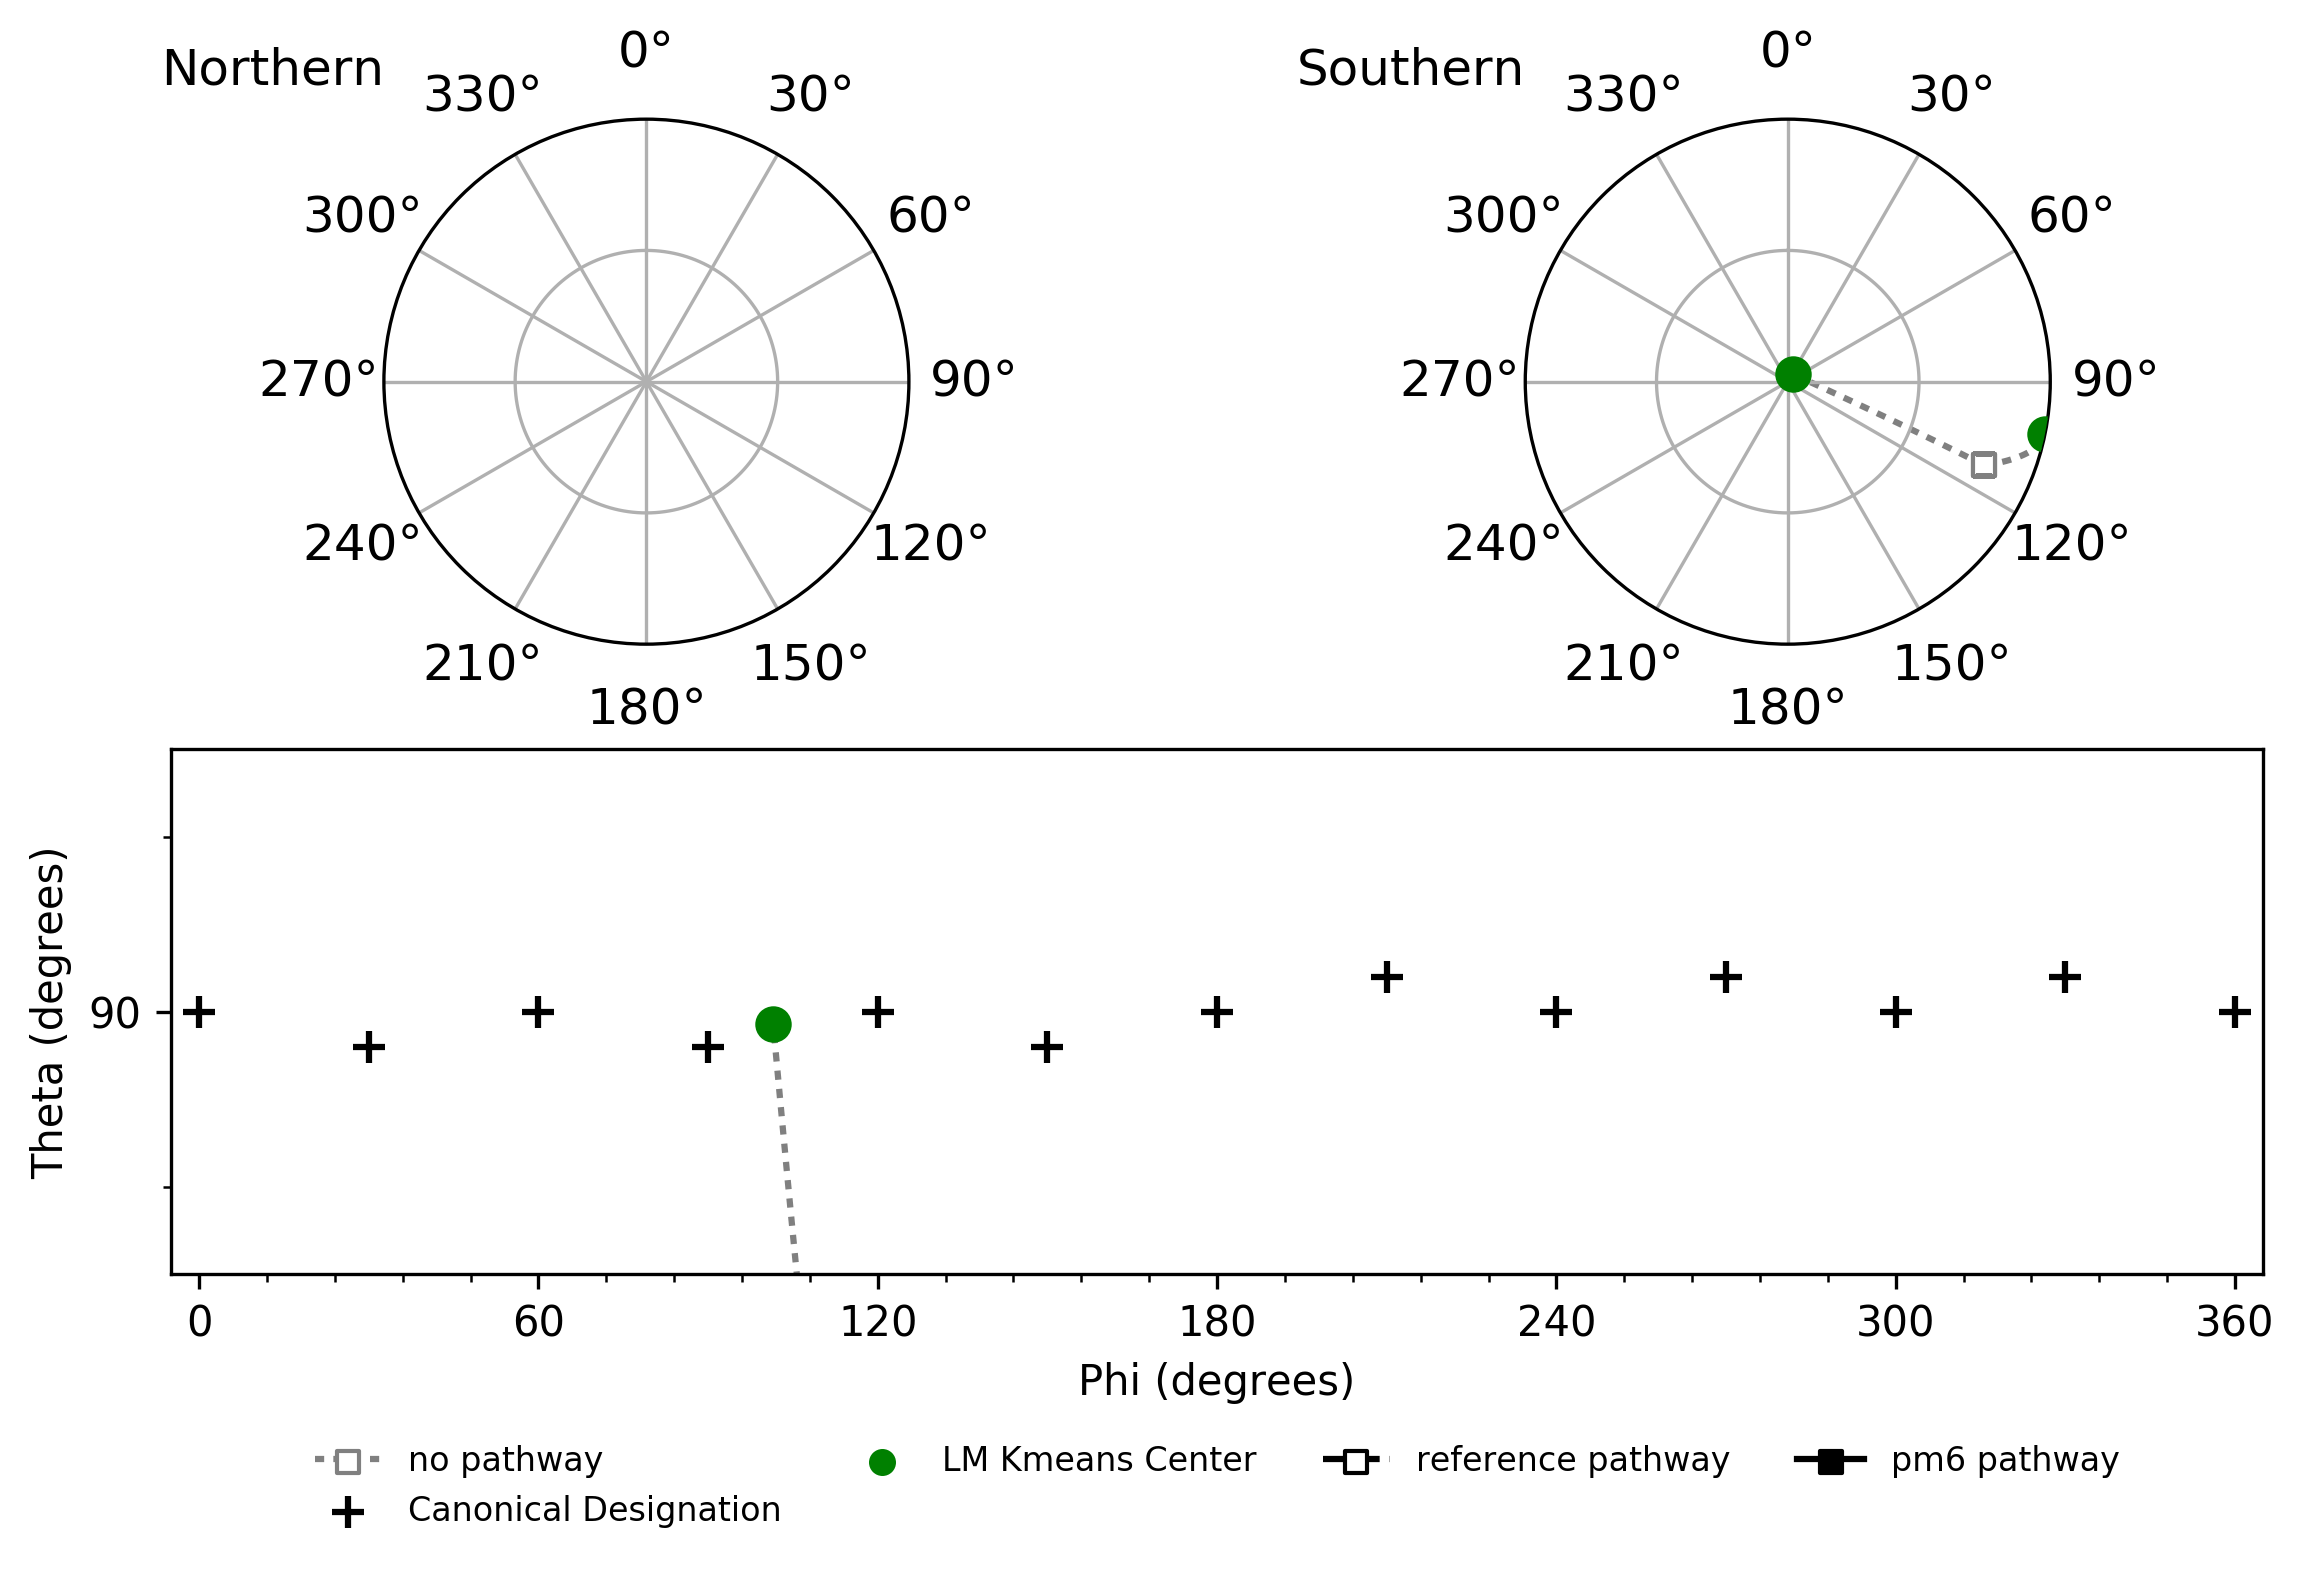 Northern
0°
30°
60°
90°
120°
150°
180°
210°
240°
270°
300°
330°
Southern
0°
30°
60°
90°
120°
150°
180°
210°
240°
270°
300°
330°
Theta (degrees)
90
0 60 120 180 240 300 360
Phi (degrees)
no pathway
Canonical Designation
LM Kmeans Center
reference pathway
pm6 pathway